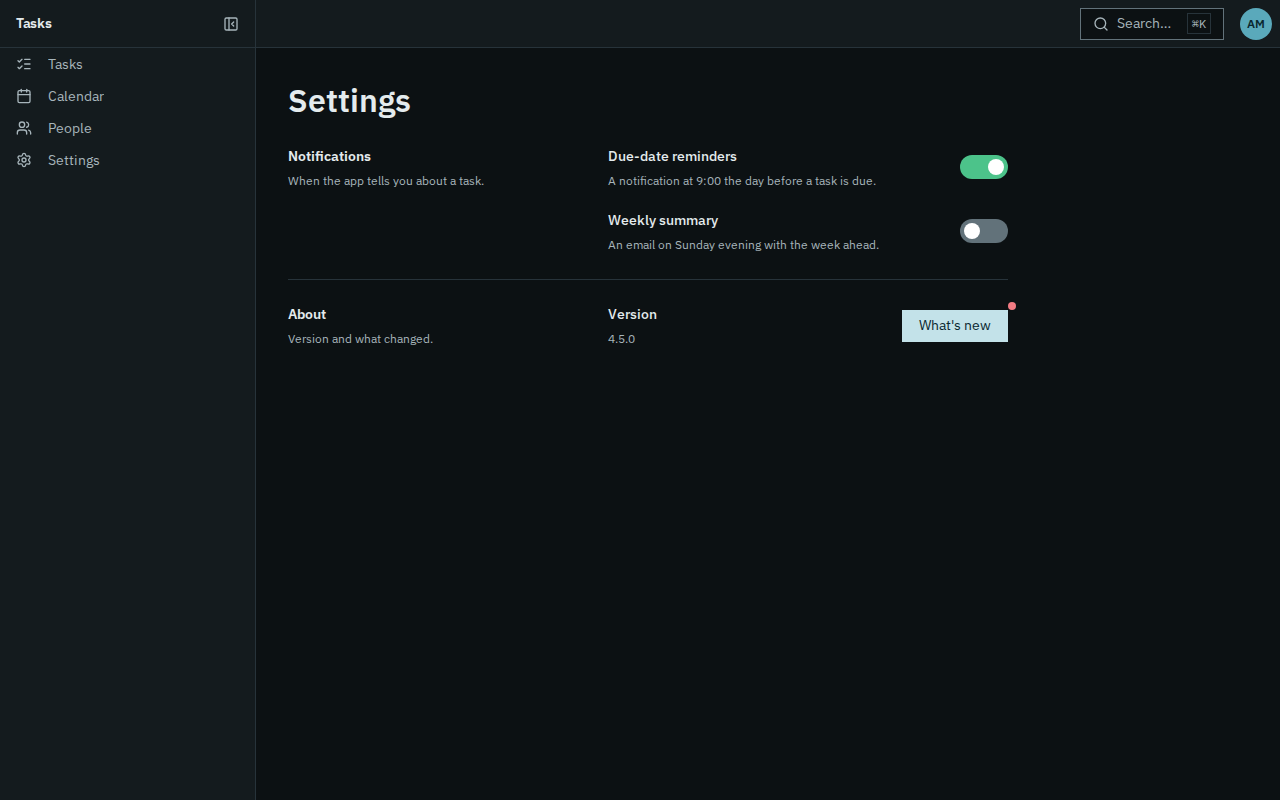 Tasks
Search...
⌘K
AM
Tasks
Calendar
People
Settings
Settings
Notifications
When the app tells you about a task.
Due-date reminders
A notification at 9:00 the day before a task is due.
Weekly summary
An email on Sunday evening with the week ahead.
About
Version and what changed.
Version
4.5.0
What's new